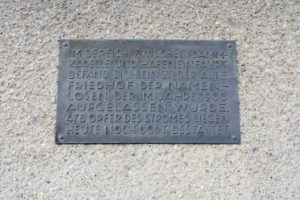 IM BEREICH ZWISCHEN DAMM,
KAPELLE UND HAFENEINFAHRT
BEFAND SICH EINST DER ALTE
FRIEDHOF DER NAMEN-
LOSEN, DER IM JAHRE 1900
AUFGELASSEN WURDE.
478 OPFER DES STROMES LIEGEN
HEUTE NOCH DORT BESTATTET.